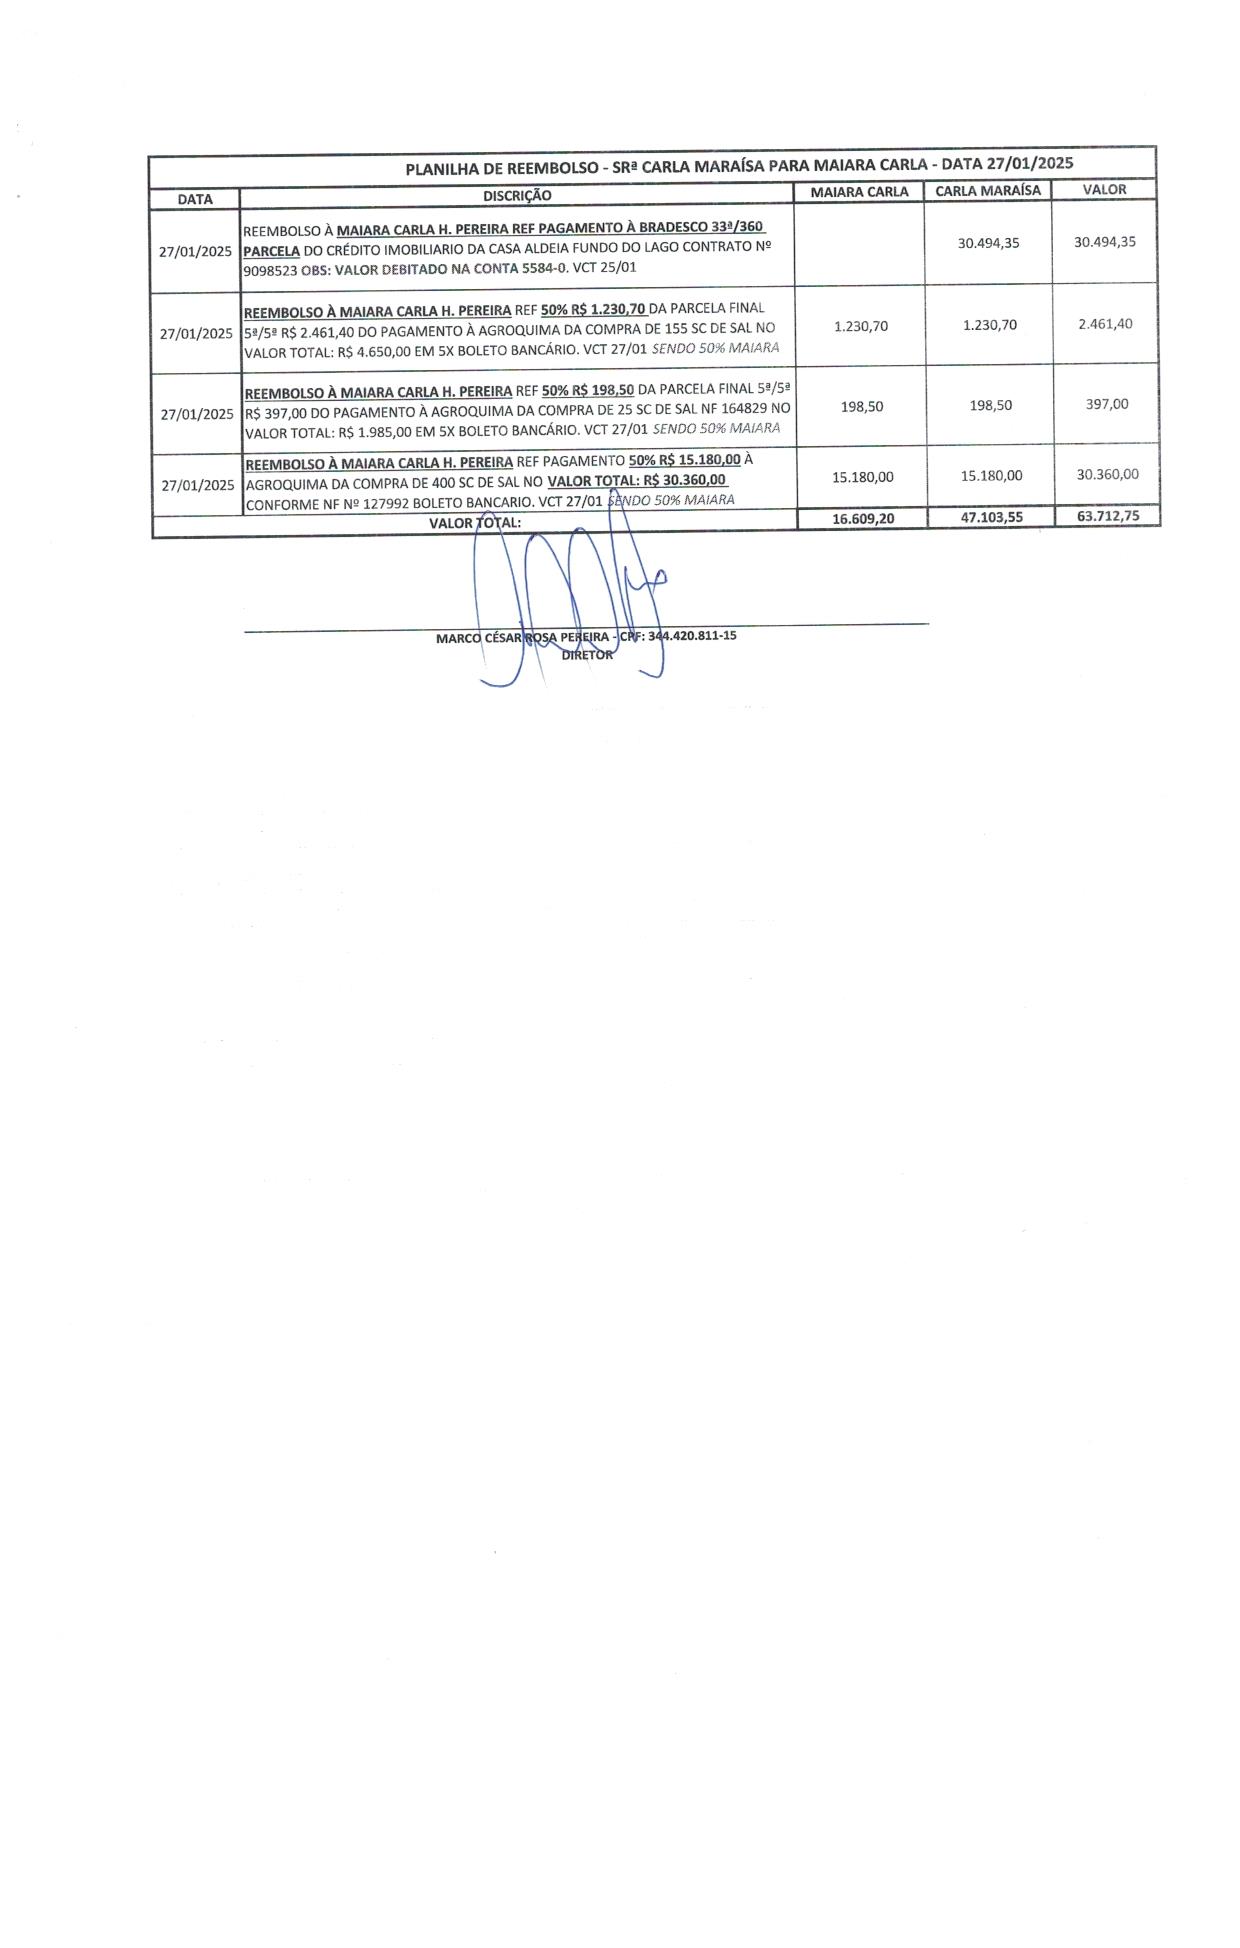 PLANILHA DE REEMBOLSO - SRª CARLA MARAÍSA PARA MAIARA CARLA - DATA 27/01/2025
DATA DISCRIÇÃO MAIARA CARLA CARLA MARAÍSA VALOR
REEMBOLSO À MAIARA CARLA H. PEREIRA REF PAGAMENTO À BRADESCO 33ª/360
27/01/2025 PARCELA DO CRÉDITO IMOBILIARIO DA CASA ALDEIA FUNDO DO LAGO CONTRATO Nº 30.494,35 30.494,35
9098523 OBS: VALOR DEBITADO NA CONTA 5584-0. VCT 25/01
REEMBOLSO À MAIARA CARLA H. PEREIRA REF 50% R$ 1.230,70 DA PARCELA FINAL
27/01/2025 5ª/5ª R$ 2.461,40 DO PAGAMENTO À AGROQUIMA DA COMPRA DE 155 SC DE SAL NO 1.230,70 1.230,70 2.461,40
VALOR TOTAL: R$ 4.650,00 EM 5X BOLETO BANCÁRIO. VCT 27/01 SENDO 50% MAIARA
REEMBOLSO À MAIARA CARLA H. PEREIRA REF 50% R$ 198,50 DA PARCELA FINAL 5ª/5ª
27/01/2025 R$ 397,00 DO PAGAMENTO À AGROQUIMA DA COMPRA DE 25 SC DE SAL NF 164829 NO 198,50 198,50 397,00
VALOR TOTAL: R$ 1.985,00 EM 5X BOLETO BANCÁRIO. VCT 27/01 SENDO 50% MAIARA
REEMBOLSO À MAIARA CARLA H. PEREIRA REF PAGAMENTO 50% R$ 15.180,00 À
27/01/2025 AGROQUIMA DA COMPRA DE 400 SC DE SAL NO VALOR TOTAL: R$ 30.360,00 15.180,00 15.180,00 30.360,00
CONFORME NF Nº 127992 BOLETO BANCARIO. VCT 27/01 SENDO 50% MAIARA
VALOR TOTAL: 16.609,20 47.103,55 63.712,75
MARCO CÉSAR ROSA PEREIRA - CPF: 344.420.811-15
DIRETOR